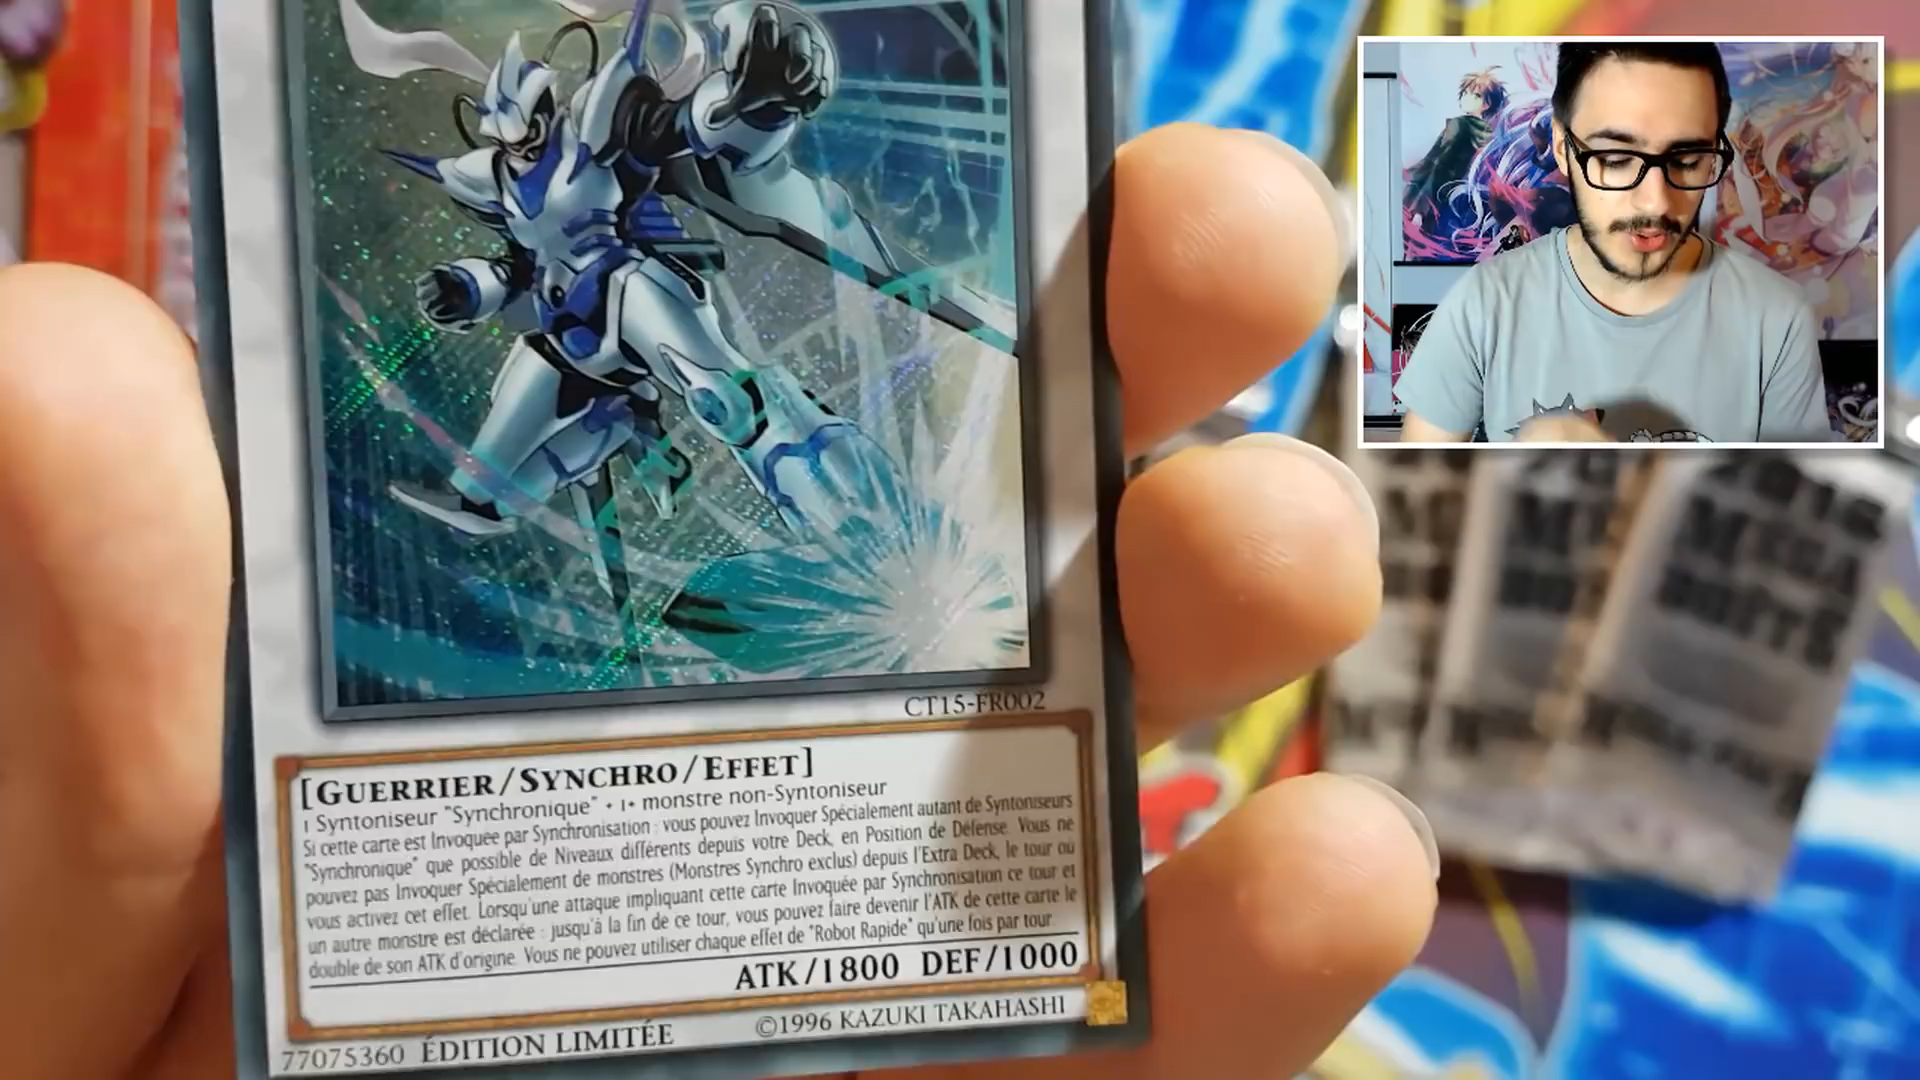 CT15-FR002
[GUERRIER/SYNCHRO/EFFET]
1 Syntoniseur "Synchronique" + 1+ monstre non-Syntoniseur
Si cette carte est Invoquée par Synchronisation : vous pouvez Invoquer Spécialement autant de Syntoniseurs
"Synchronique" que possible de Niveaux différents depuis votre Deck, en Position de Défense. Vous ne
pouvez pas Invoquer Spécialement de monstres (Monstres Synchro exclus) depuis l'Extra Deck, le tour où
vous activez cet effet. Lorsqu'une attaque impliquant cette carte Invoquée par Synchronisation ce tour et
un autre monstre est déclarée : jusqu'à la fin de ce tour, vous pouvez faire devenir l'ATK de cette carte le
double de son ATK d'origine. Vous ne pouvez utiliser chaque effet de "Robot Rapide" qu'une fois par tour.
ATK/1800 DEF/1000
77075360 ÉDITION LIMITÉE ©1996 KAZUKI TAKAHASHI